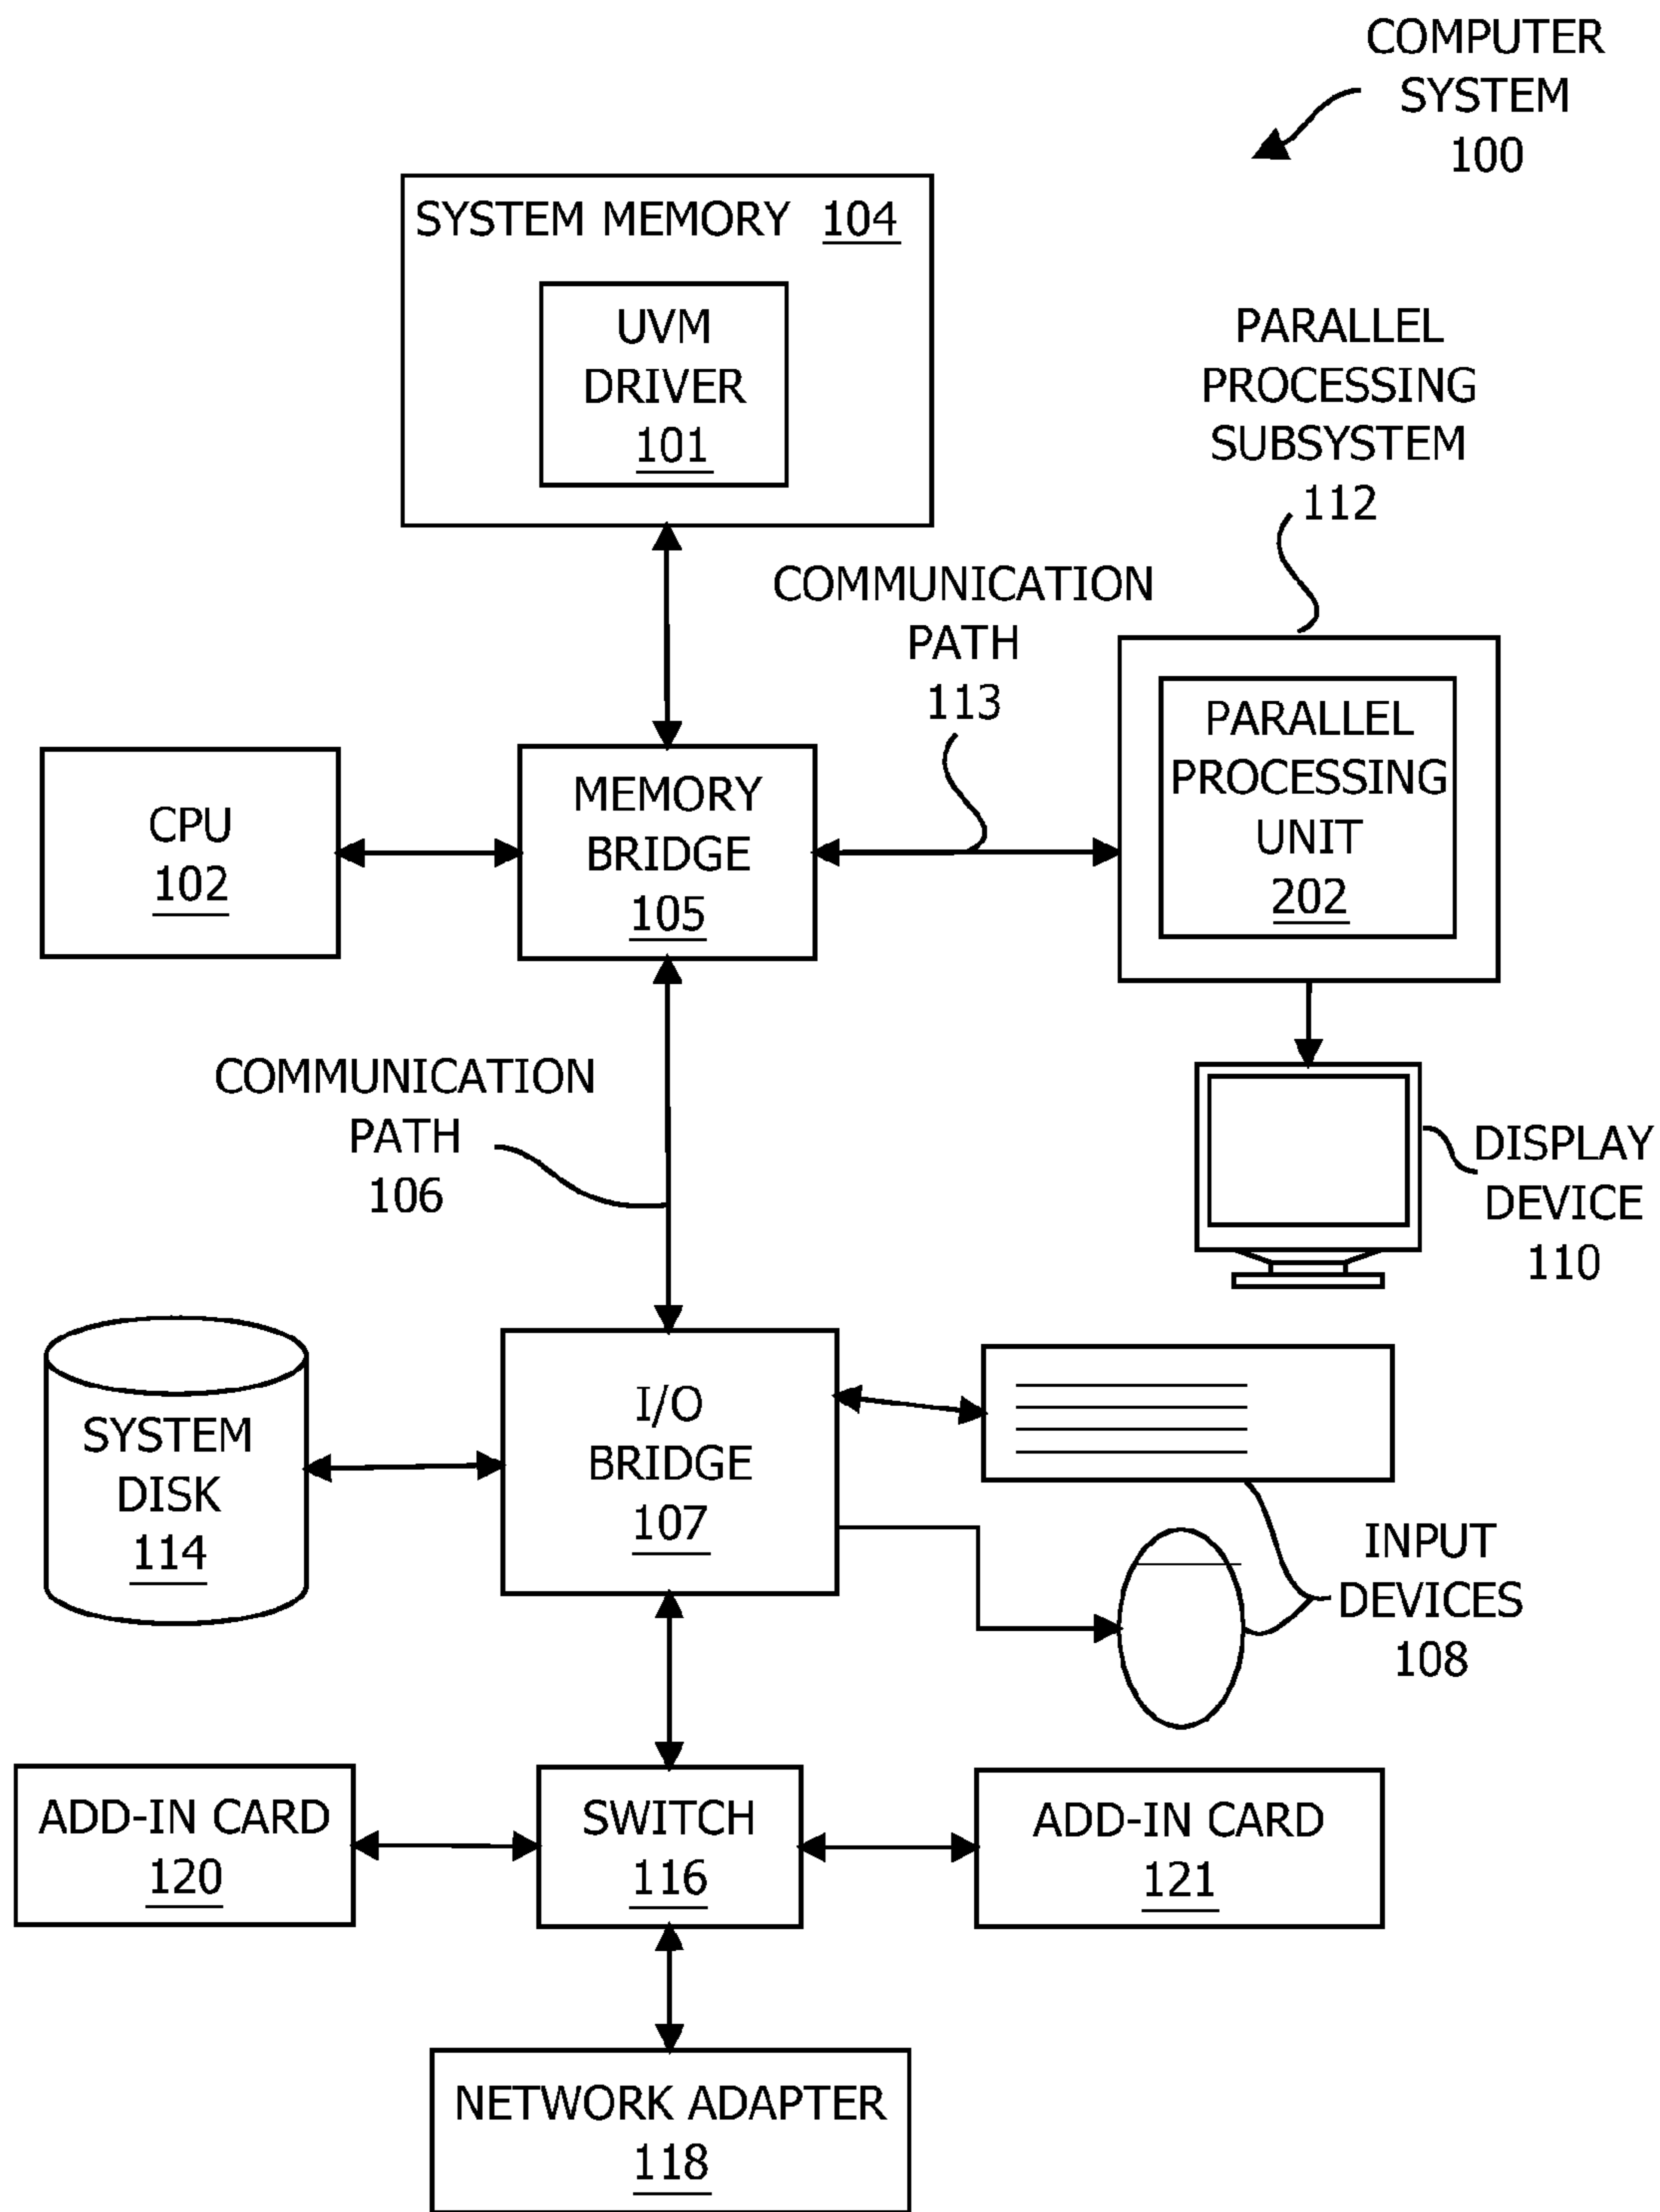 COMPUTER
SYSTEM
100
SYSTEM MEMORY 104
UVM
DRIVER
101
PARALLEL
PROCESSING
SUBSYSTEM
112
COMMUNICATION
PATH
113
CPU
102
MEMORY
BRIDGE
105
PARALLEL
PROCESSING
UNIT
202
COMMUNICATION
PATH
106
DISPLAY
DEVICE
110
SYSTEM
DISK
114
I/O
BRIDGE
107
INPUT
DEVICES
108
ADD-IN CARD
120
SWITCH
116
ADD-IN CARD
121
NETWORK ADAPTER
118